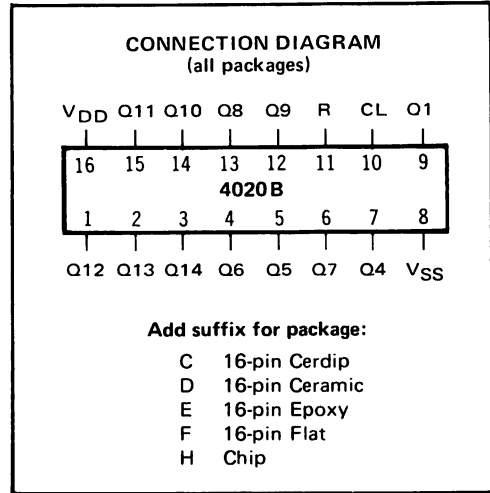 CONNECTION DIAGRAM
(all packages)
VDD Q11 Q10 Q8 Q9 R CL Q1
16 15 14 13 12 11 10 9
4020B
1 2 3 4 5 6 7 8
Q12 Q13 Q14 Q6 Q5 Q7 Q4 VSS
Add suffix for package:
C 16-pin Cerdip
D 16-pin Ceramic
E 16-pin Epoxy
F 16-pin Flat
H Chip